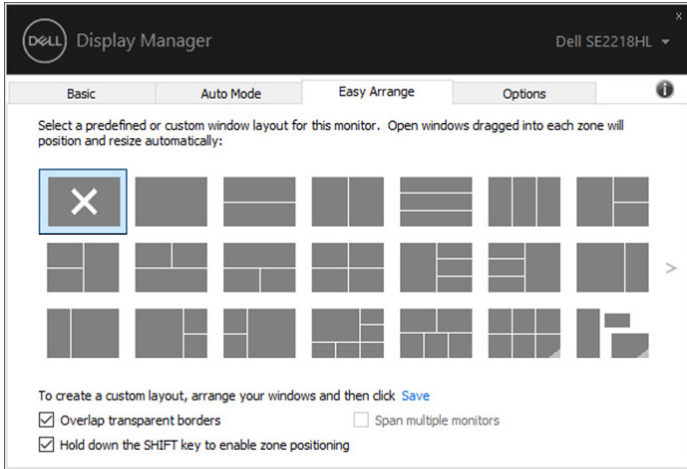 x
DELL Display Manager Dell SE2218HL
Basic Auto Mode Easy Arrange Options i
Select a predefined or custom window layout for this monitor. Open windows dragged into each zone will
position and resize automatically:
>
To create a custom layout, arrange your windows and then click Save
Overlap transparent borders Span multiple monitors
Hold down the SHIFT key to enable zone positioning